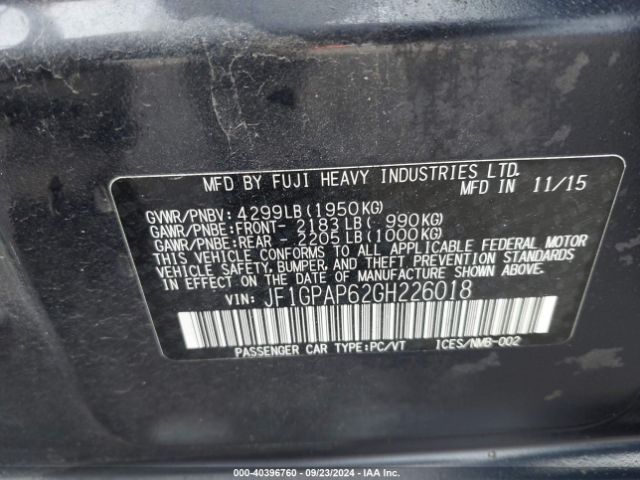 MFD BY FUJI HEAVY INDUSTRIES LTD.
MFD IN 11/15
GVWR/PNBV: 4299LB(1950KG)
GAWR/PNBE:FRONT- 2183LB( 990KG)
GAWR/PNBE:REAR - 2205LB(1000KG)
THIS VEHICLE CONFORMS TO ALL APPLICABLE FEDERAL MOTOR
VEHICLE SAFETY, BUMPER, AND THEFT PREVENTION STANDARDS
IN EFFECT ON THE DATE OF MANUFACTURE SHOWN ABOVE.
VIN: JF1GPAP62GH226018
PASSENGER CAR TYPE:PC/VT ICES/NMB-002
000-40396760 - 09/23/2024 - IAAI.COM